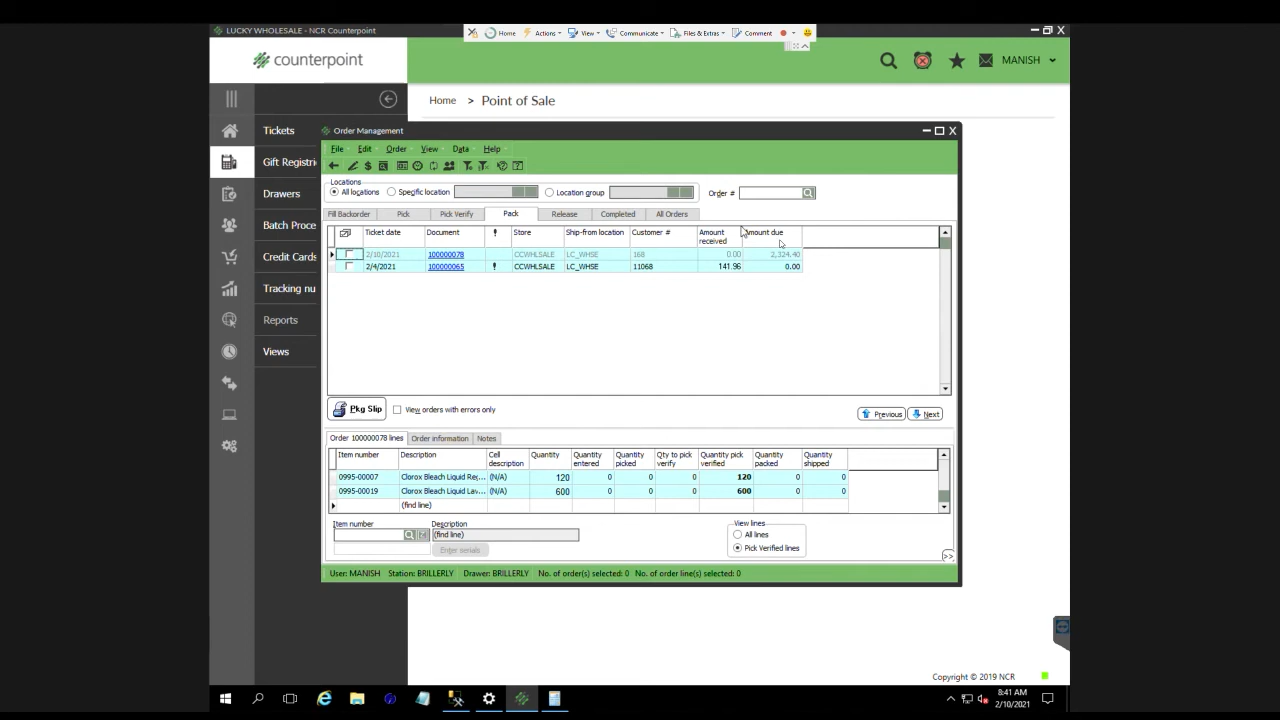 LUCKY WHOLESALE - NCR Counterpoint
Home Actions View Communicate Files & Extras Comment
counterpoint
MANISH
Home > Point of Sale
Tickets
Gift Registri
Drawers
Batch Proce
Credit Cards
Tracking nu
Reports
Views
Order Management
File Edit Order View Data Help
Locations
All locations Specific location Location group Order #
Fill Backorder Pick Pick Verify Pack Release Completed All Orders
Ticket date Document ! Store Ship-from location Customer # Amount received Amount due
2/10/2021 100000078 CCWHLSALE LC_WHSE 168 0.00 2,324.40
2/4/2021 100000065 ! CCWHLSALE LC_WHSE 11068 141.96 0.00
Pkg Slip View orders with errors only Previous Next
Order 100000078 lines Order information Notes
Item number Description Cell description Quantity Quantity entered Quantity picked Qty to pick verify Quantity pick verified Quantity packed Quantity shipped
0995-00007 Clorox Bleach Liquid Re(... (N/A) 120 0 0 0 120 0 0
0995-00019 Clorox Bleach Liquid Lav... (N/A) 600 0 0 0 600 0 0
(find line)
Item number Description
(find line)
Enter serials
View lines
All lines
Pick Verified lines
>>
User: MANISH Station: BRILLERLY Drawer: BRILLERLY No. of order(s) selected: 0 No. of order line(s) selected: 0
Copyright © 2019 NCR
8:41 AM
2/10/2021